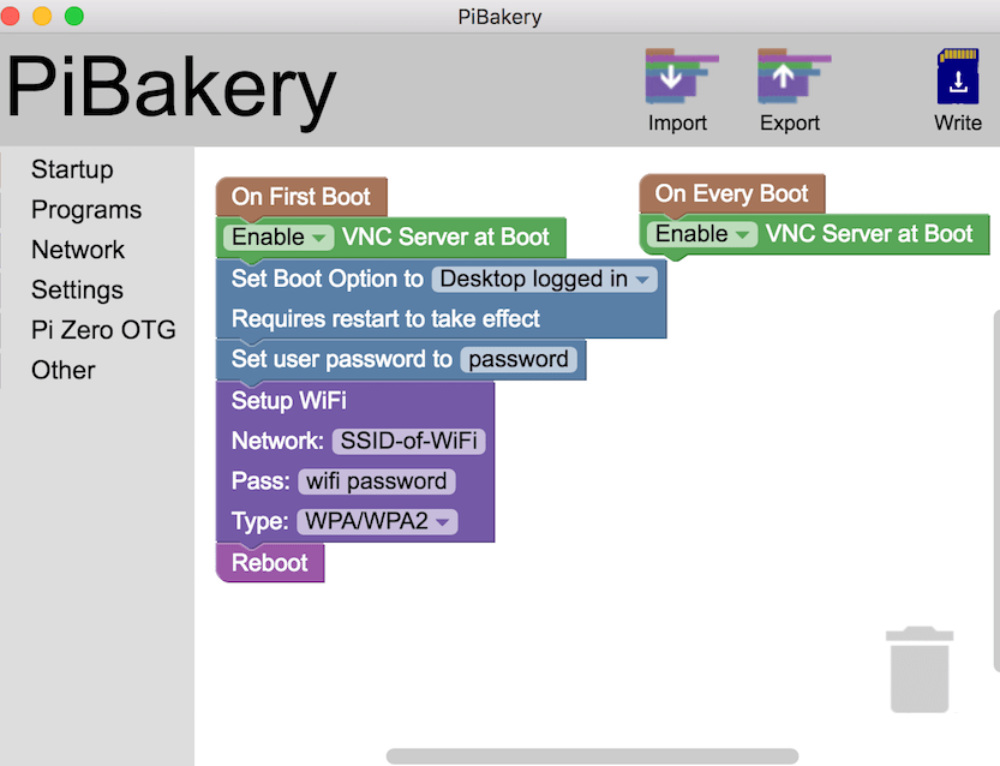 PiBakery
PiBakery
Import
Export
Write
Startup
Programs
Network
Settings
Pi Zero OTG
Other
On First Boot
Enable VNC Server at Boot
Set Boot Option to Desktop logged in
Requires restart to take effect
Set user password to password
Setup WiFi
Network: SSID-of-WiFi
Pass: wifi password
Type: WPA/WPA2
Reboot
On Every Boot
Enable VNC Server at Boot